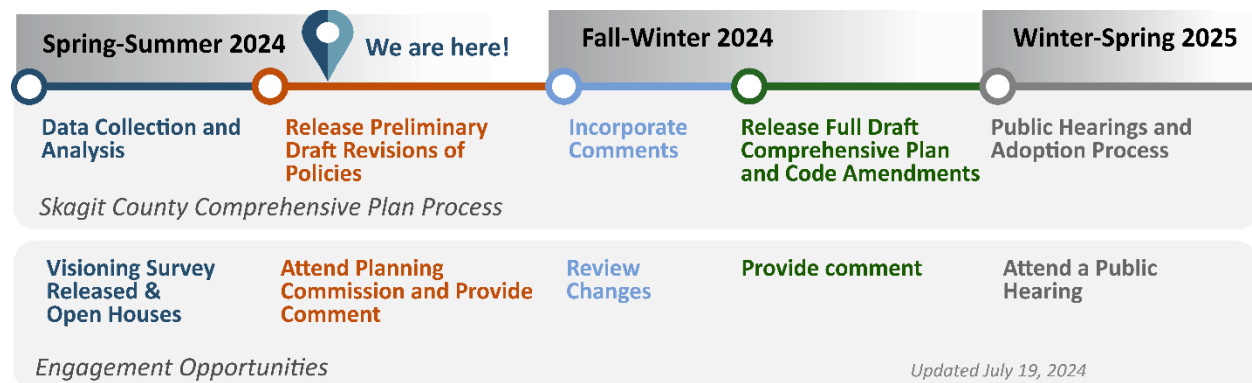 Spring-Summer 2024
We are here!
Fall-Winter 2024
Winter-Spring 2025
Data Collection and
Analysis
Release Preliminary
Draft Revisions of
Policies
Incorporate
Comments
Release Full Draft
Comprehensive Plan
and Code Amendments
Public Hearings and
Adoption Process
Skagit County Comprehensive Plan Process
Visioning Survey
Released &
Open Houses
Attend Planning
Commission and Provide
Comment
Review
Changes
Provide comment
Attend a Public
Hearing
Engagement Opportunities
Updated July 19, 2024